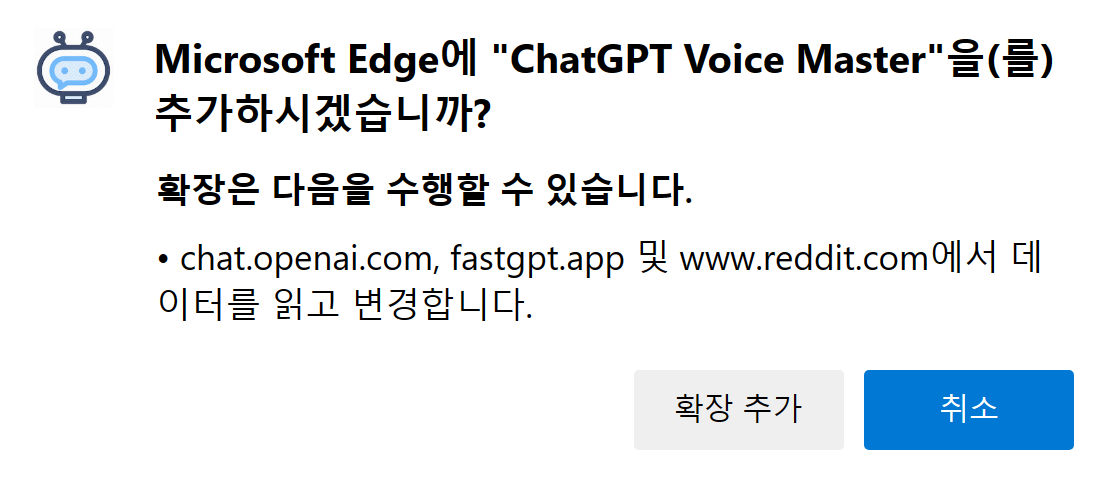 Microsoft Edge에 "ChatGPT Voice Master"을(를)
추가하시겠습니까?
확장은 다음을 수행할 수 있습니다.
• chat.openai.com, fastgpt.app 및 www.reddit.com에서 데
이터를 읽고 변경합니다.
확장 추가
취소